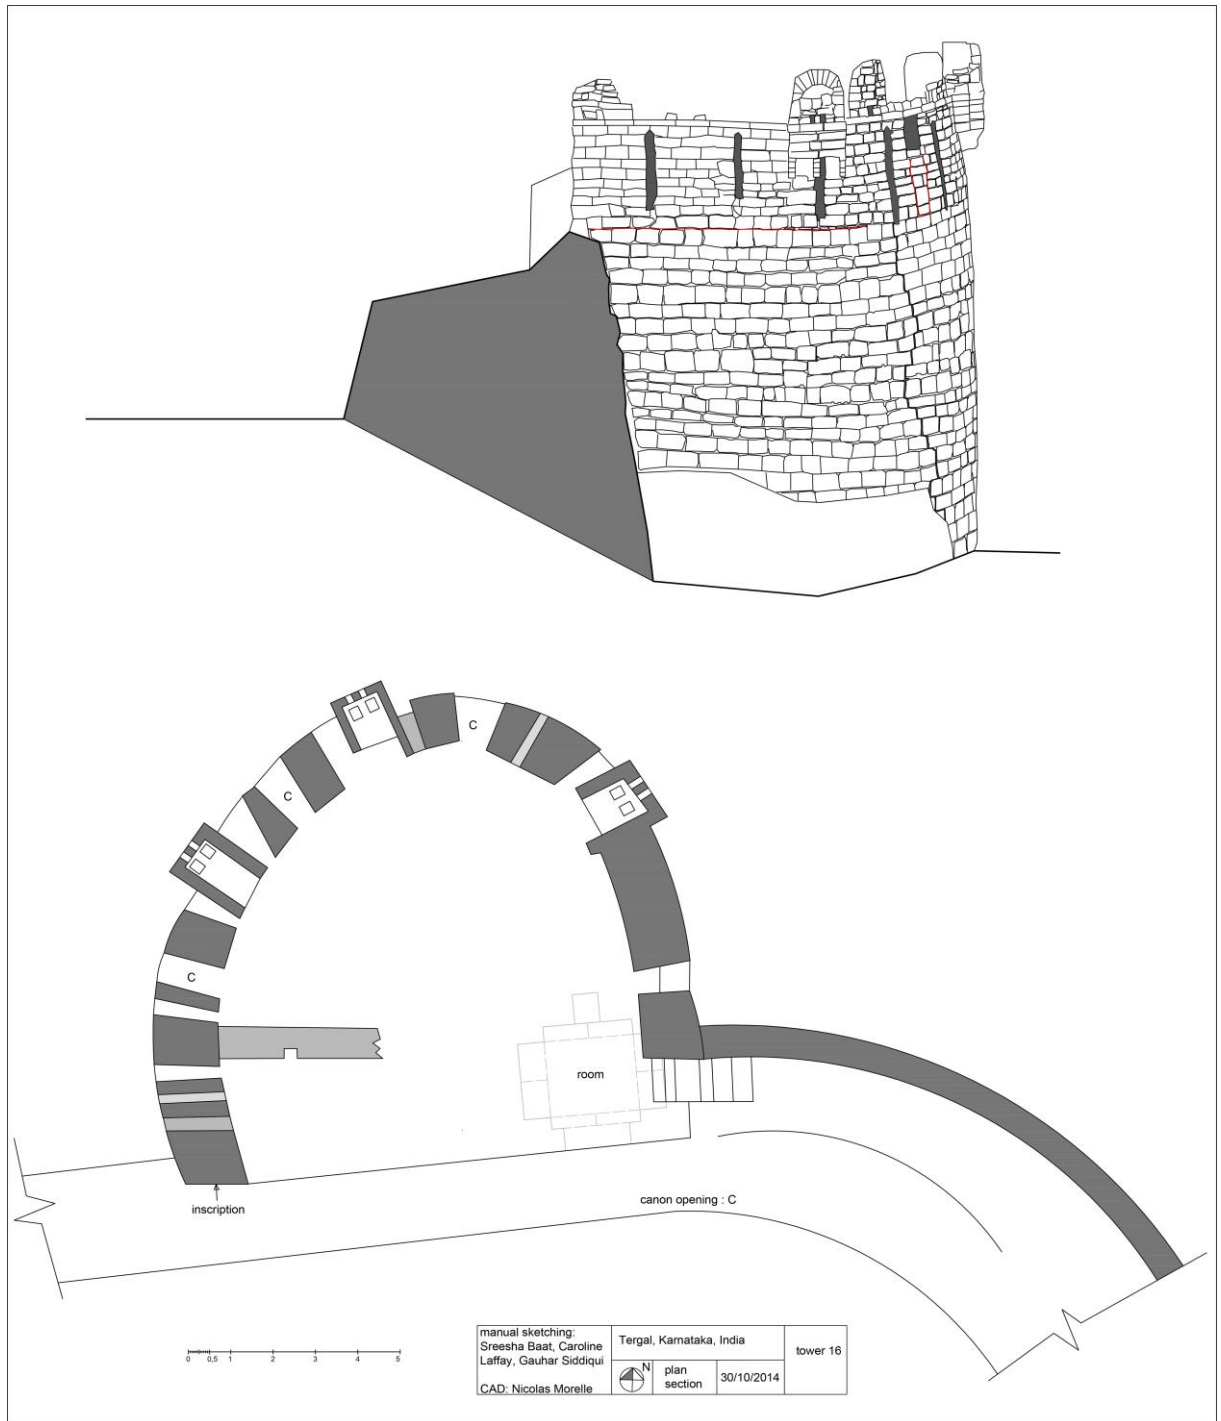 C
C
C
room
inscription
canon opening : C
0 0,5 1 2 3 4 5
manual sketching:
Sreesha Baat, Caroline
Laffay, Gauhar Siddiqui
CAD: Nicolas Morelle
Tergal, Karnataka, India
N
plan
section
30/10/2014
tower 16